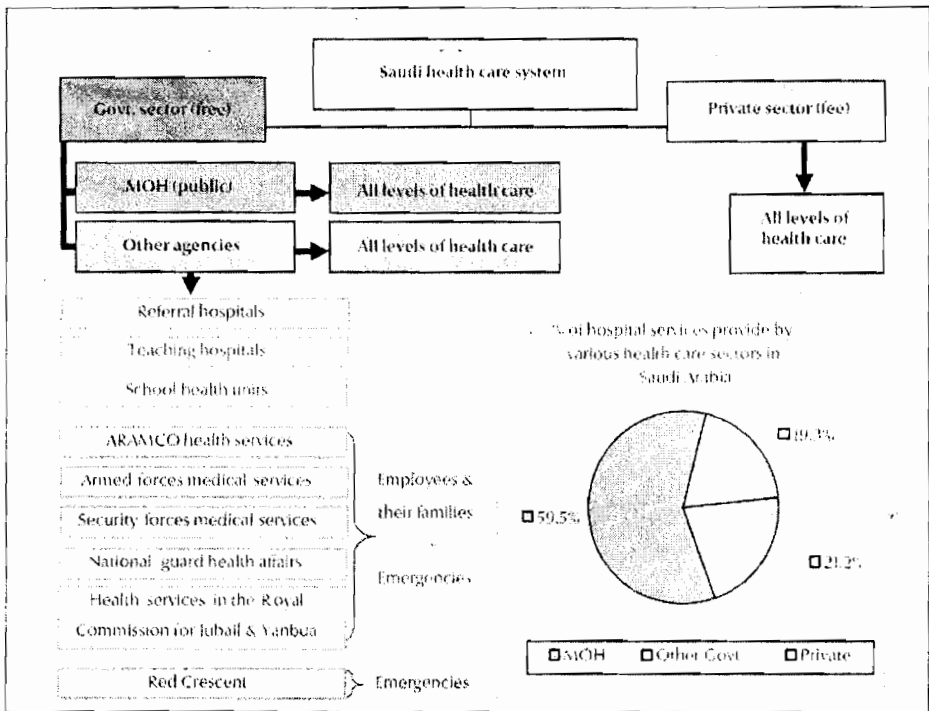 Saudi health care system
Govt. sector (free)
Private sector (fee)
MOH (public)
All levels of health care
Other agencies
All levels of health care
All levels of
health care
Referral hospitals
Teaching hospitals
School health units
ARAMCO health services
Armed forces medical services
Security forces medical services
National guard health affairs
Health services in the Royal
Commission for Jubail & Yanbua
Employees &
their families
Emergencies
Red Crescent
Emergencies
% of hospital services provide by
various health care sectors in
Saudi Arabia
19.3%
59.5%
21.2%
MOH
Other Govt
Private